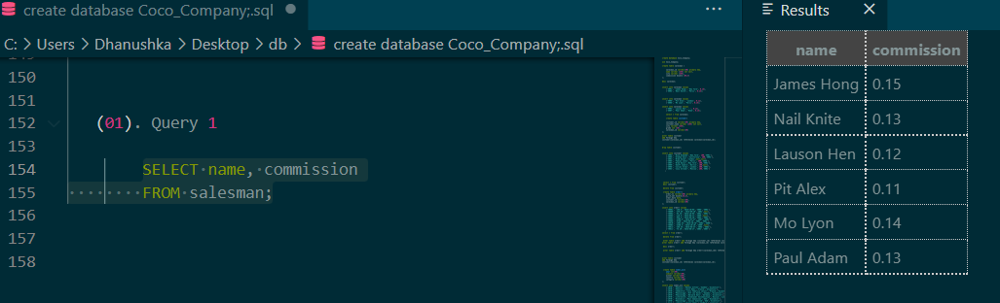 create database Coco_Company;.sql
C: > Users > Dhanushka > Desktop > db > create database Coco_Company;.sql
150
151
152 (01). Query 1
153
154 SELECT name, commission
155 FROM salesman;
156
157
158
Results
name commission
James Hong 0.15
Nail Knite 0.13
Lauson Hen 0.12
Pit Alex 0.11
Mo Lyon 0.14
Paul Adam 0.13